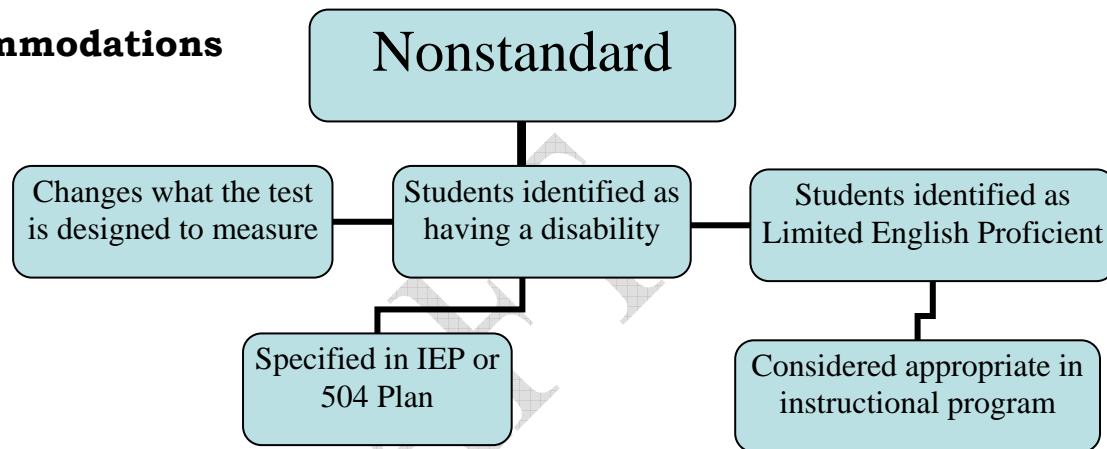 mmodations
Nonstandard
Changes what the test
is designed to measure
Students identified as
having a disability
Students identified as
Limited English Proficient
Specified in IEP or
504 Plan
Considered appropriate in
instructional program